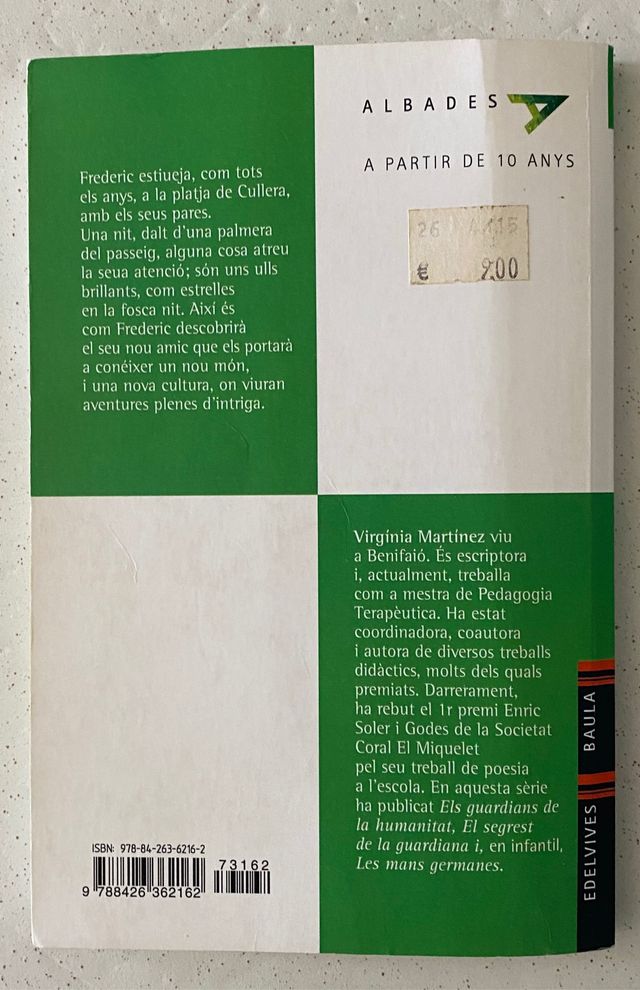 ALBADES
A PARTIR DE 10 ANYS
26
€ 900
Frederic estiueja, com tots
els anys, a la platja de Cullera,
amb els seus pares.
Una nit, dalt d'una palmera
del passeig, alguna cosa atreu
la seua atenció; són uns ulls
brillants, com estrelles
en la fosca nit. Així és
com Frederic descobrirà
el seu nou amic que els portarà
a conéixer un nou món,
i una nova cultura, on viuran
aventures plenes d'intriga.
Virgínia Martínez viu
a Benifaió. És escriptora
i, actualment, treballa
com a mestra de Pedagogia
Terapèutica. Ha estat
coordinadora, coautora
i autora de diversos treballs
didàctics, molts dels quals
premiats. Darrerament,
ha rebut el 1r premi Enric
Soler i Godes de la Societat
Coral El Miquelet
pel seu treball de poesia
a l'escola. En aquesta sèrie
ha publicat Els guardians de
la humanitat, El segrest
de la guardiana i, en infantil,
Les mans germanes.
ISBN: 978-84-263-6216-2
73162
9 788426 362162
BAULA
EDELVIVES